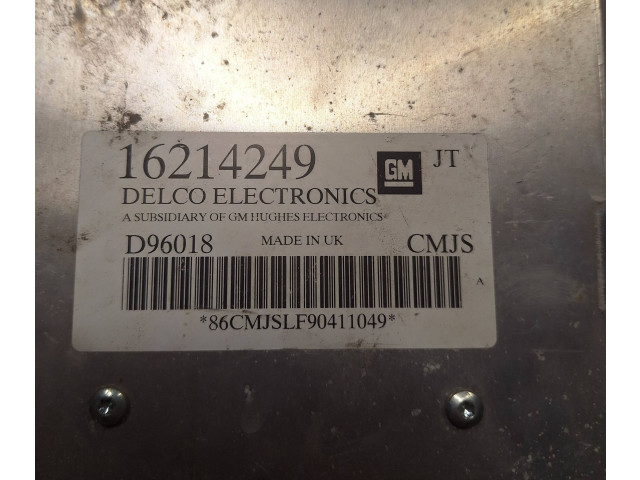 16214249 GM JT
DELCO ELECTRONICS
A SUBSIDIARY OF GM HUGHES ELECTRONICS
D96018 MADE IN UK CMJS
A
*86CMJSLF90411049*